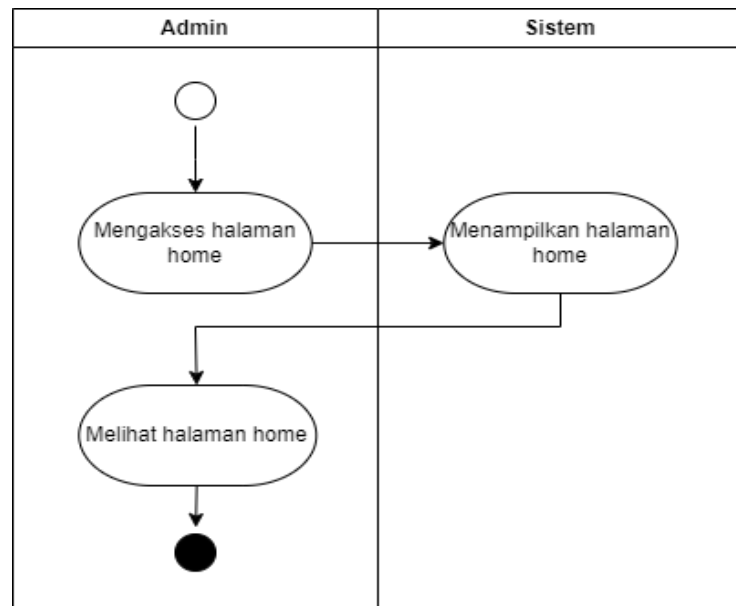 Admin
Sistem
Mengakses halaman
home
Menampilkan halaman
home
Melihat halaman home